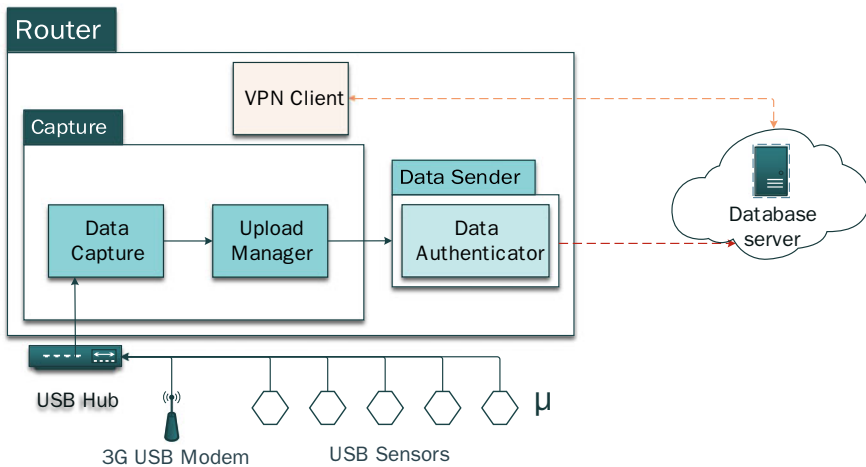 Router
VPN Client
Capture
Data Sender
Data
Capture
Upload
Manager
Data
Authenticator
Database
server
USB Hub
µ
3G USB Modem
USB Sensors